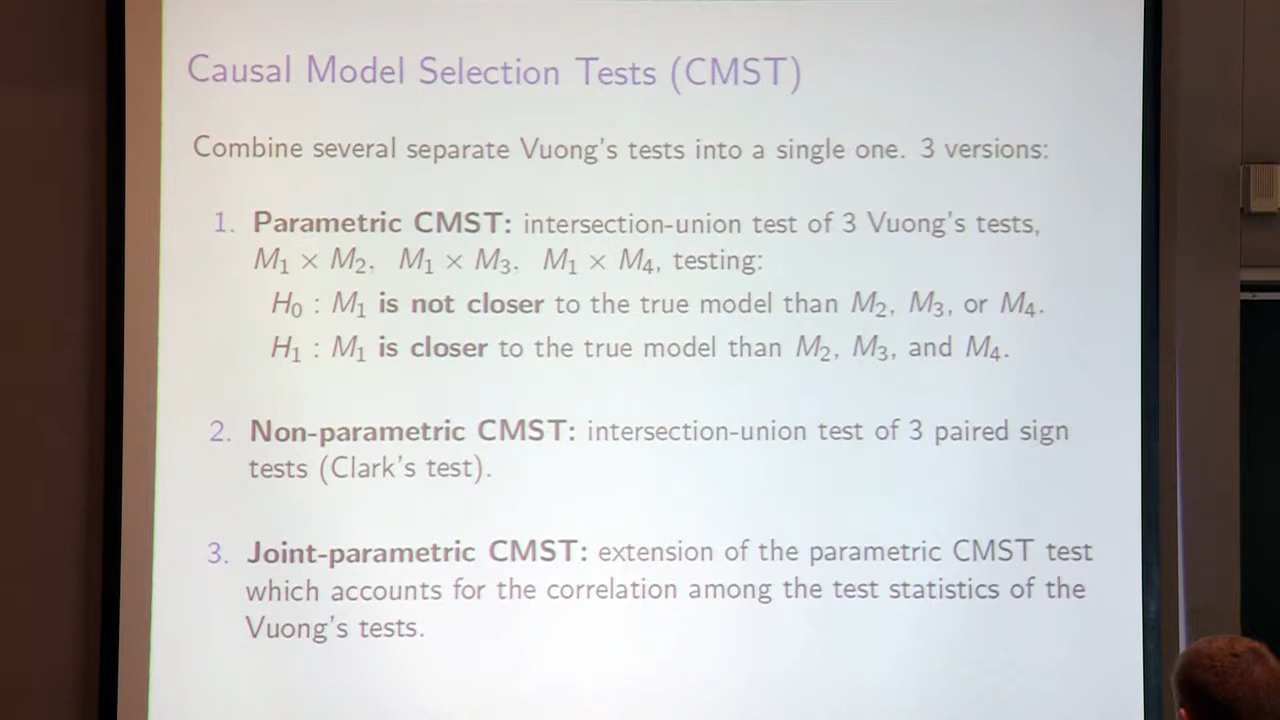 Causal Model Selection Tests (CMST)
Combine several separate Vuong's tests into a single one. 3 versions:
1. Parametric CMST: intersection-union test of 3 Vuong's tests,
M₁ × M₂, M₁ × M₃, M₁ × M₄, testing:
H₀ : M₁ is not closer to the true model than M₂, M₃, or M₄.
H₁ : M₁ is closer to the true model than M₂, M₃, and M₄.
2. Non-parametric CMST: intersection-union test of 3 paired sign
tests (Clark's test).
3. Joint-parametric CMST: extension of the parametric CMST test
which accounts for the correlation among the test statistics of the
Vuong's tests.